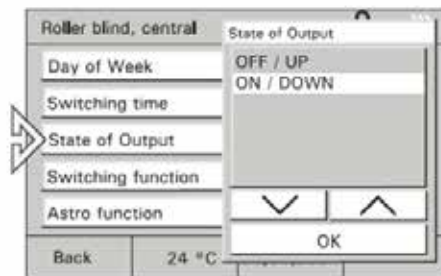 Roller blind, central
Day of Week
Switching time
State of Output
Switching function
Astro function
Back
24 °C
State of Output
OFF / UP
ON / DOWN
OK